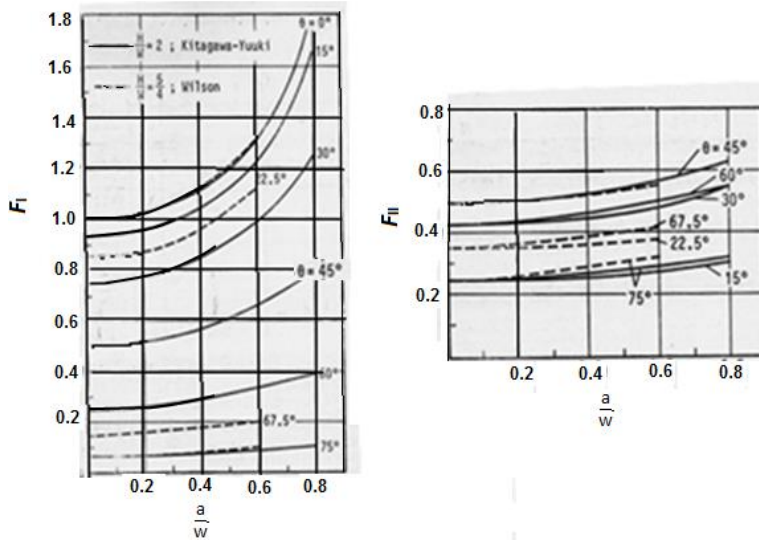 1.8
1.6
1.4
1.2
1.0
0.8
0.6
0.4
0.2
F_I
= 2 ; Kitagawa-Yuuki
= 5/4 ; Wilson
θ = 0°
15°
30°
22.5°
θ = 45°
60°
67.5°
75°
0.2 0.4 0.6 0.8
a/w
0.8
0.6
0.4
0.2
F_II
θ = 45°
60°
30°
67.5°
22.5°
75°
15°
0.2 0.4 0.6 0.8
a/w